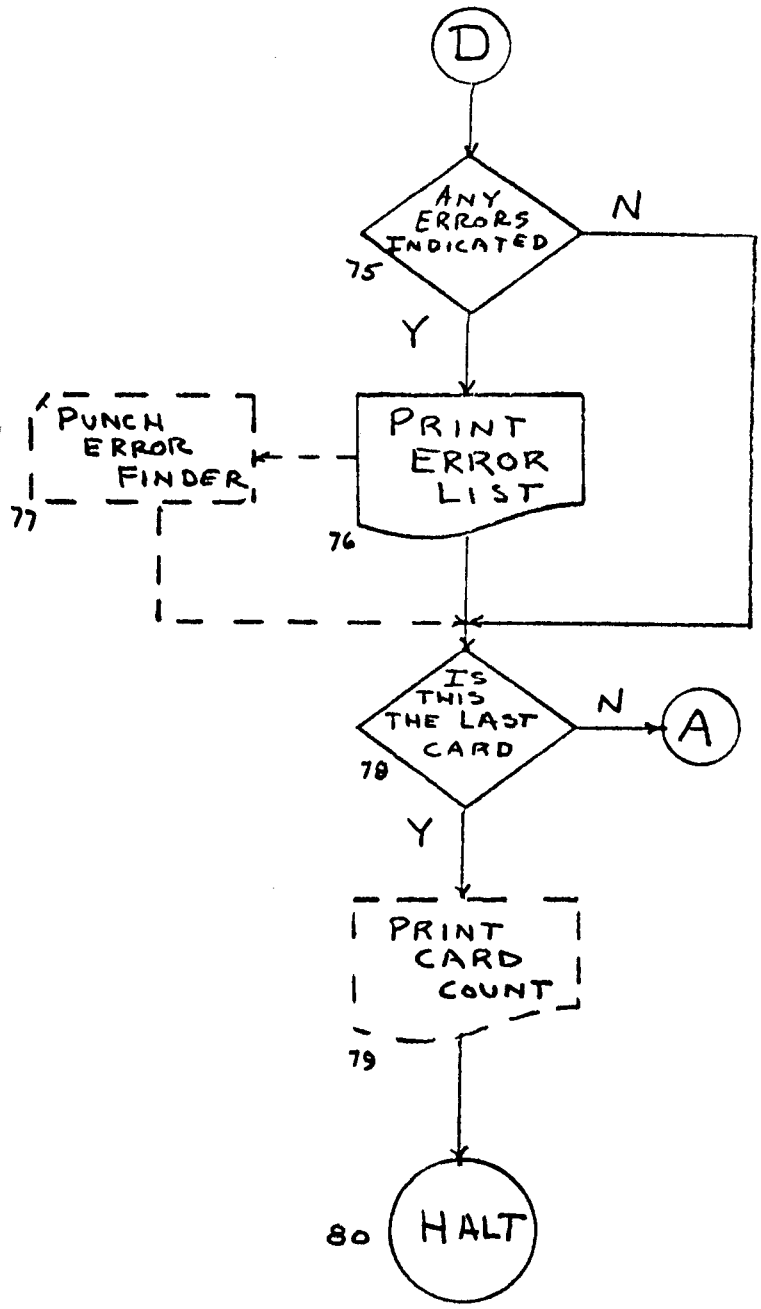 D
ANY
ERRORS
INDICATED
N
75
Y
PUNCH
ERROR
FINDER
77
PRINT
ERROR
LIST
76
IS
THIS
THE LAST
CARD
N
A
78
Y
PRINT
CARD
COUNT
79
80
HALT